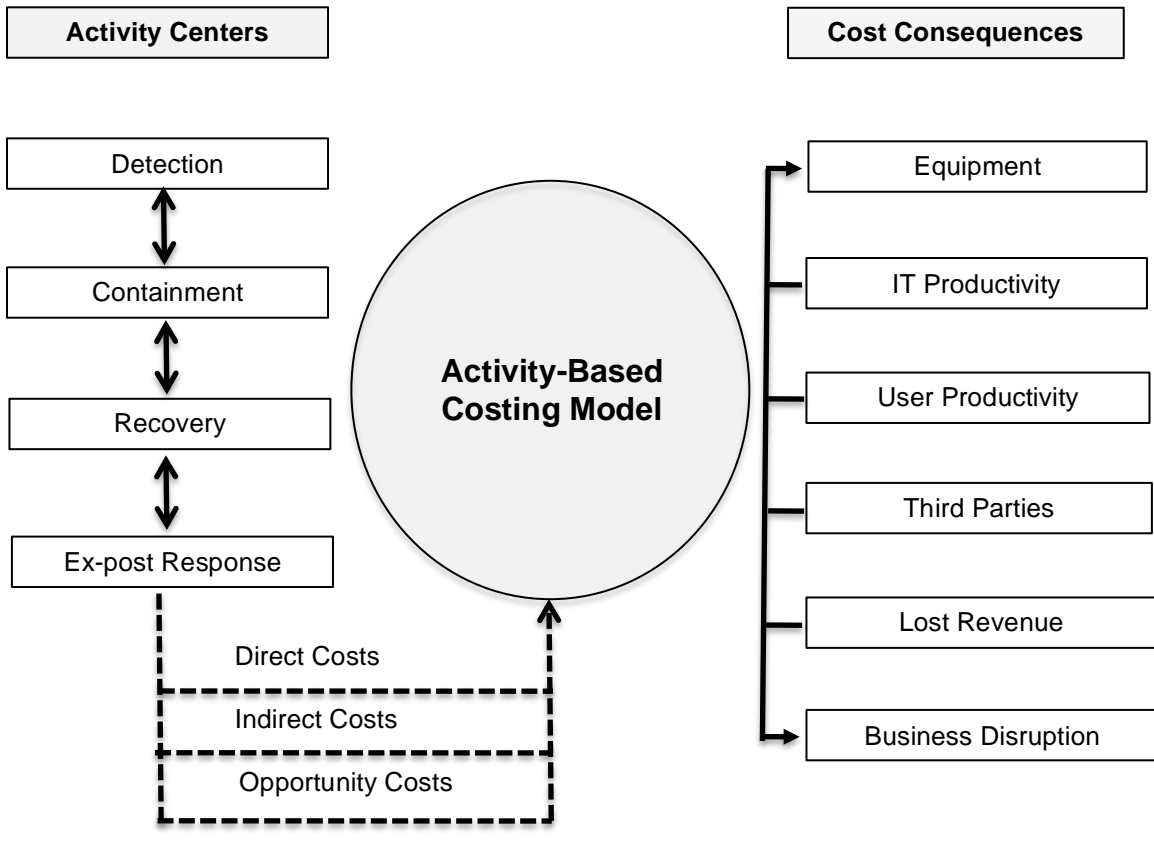 Activity Centers
Cost Consequences
Detection
Containment
Recovery
Ex-post Response
Direct Costs
Indirect Costs
Opportunity Costs
Activity-Based
Costing Model
Equipment
IT Productivity
User Productivity
Third Parties
Lost Revenue
Business Disruption